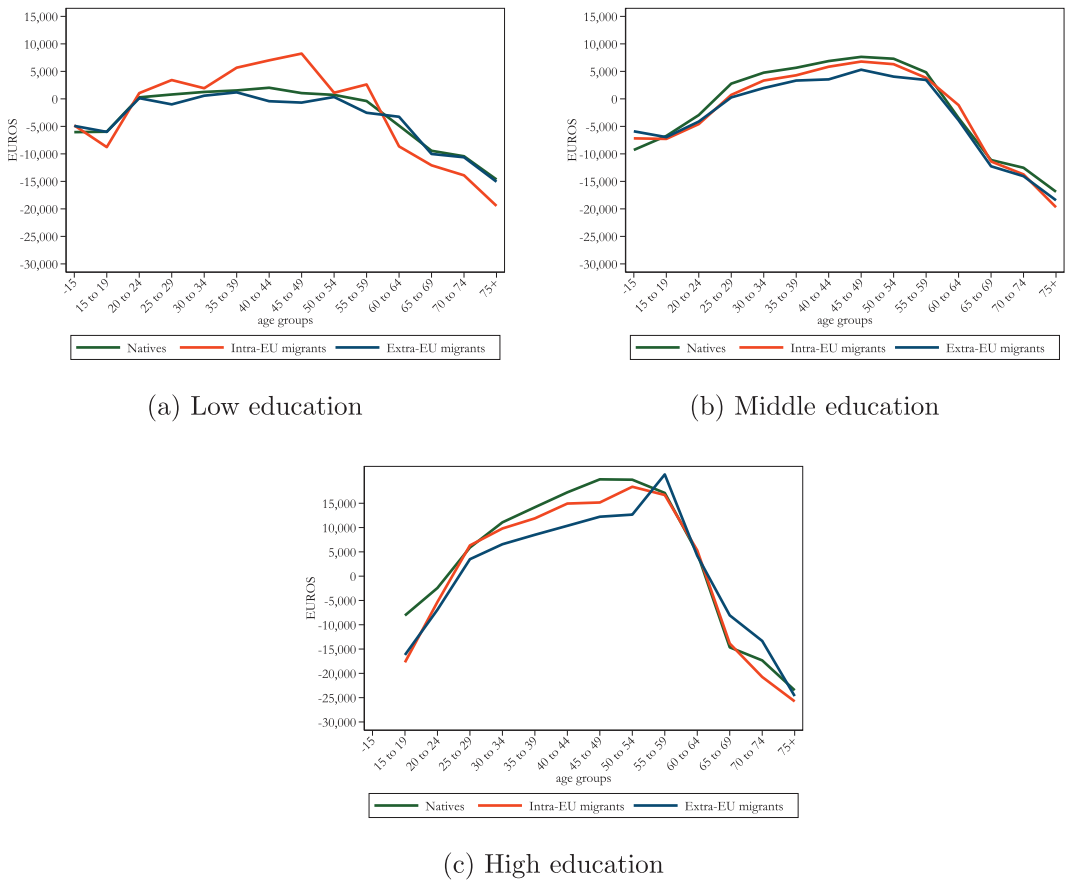 EUROS
15,000
10,000
5,000
0
-5,000
-10,000
-15,000
-20,000
-25,000
-30,000
-15
15 to 19
20 to 24
25 to 29
30 to 34
35 to 39
40 to 44
45 to 49
50 to 54
55 to 59
60 to 64
65 to 69
70 to 74
75+
age groups
Natives Intra-EU migrants Extra-EU migrants
(a) Low education
EUROS
15,000
10,000
5,000
0
-5,000
-10,000
-15,000
-20,000
-25,000
-30,000
-15
15 to 19
20 to 24
25 to 29
30 to 34
35 to 39
40 to 44
45 to 49
50 to 54
55 to 59
60 to 64
65 to 69
70 to 74
75+
age groups
Natives Intra-EU migrants Extra-EU migrants
(b) Middle education
EUROS
15,000
10,000
5,000
0
-5,000
-10,000
-15,000
-20,000
-25,000
-30,000
-15
15 to 19
20 to 24
25 to 29
30 to 34
35 to 39
40 to 44
45 to 49
50 to 54
55 to 59
60 to 64
65 to 69
70 to 74
75+
age groups
Natives Intra-EU migrants Extra-EU migrants
(c) High education